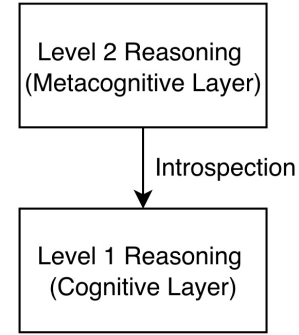 Level 2 Reasoning
(Metacognitive Layer)
Introspection
Level 1 Reasoning
(Cognitive Layer)